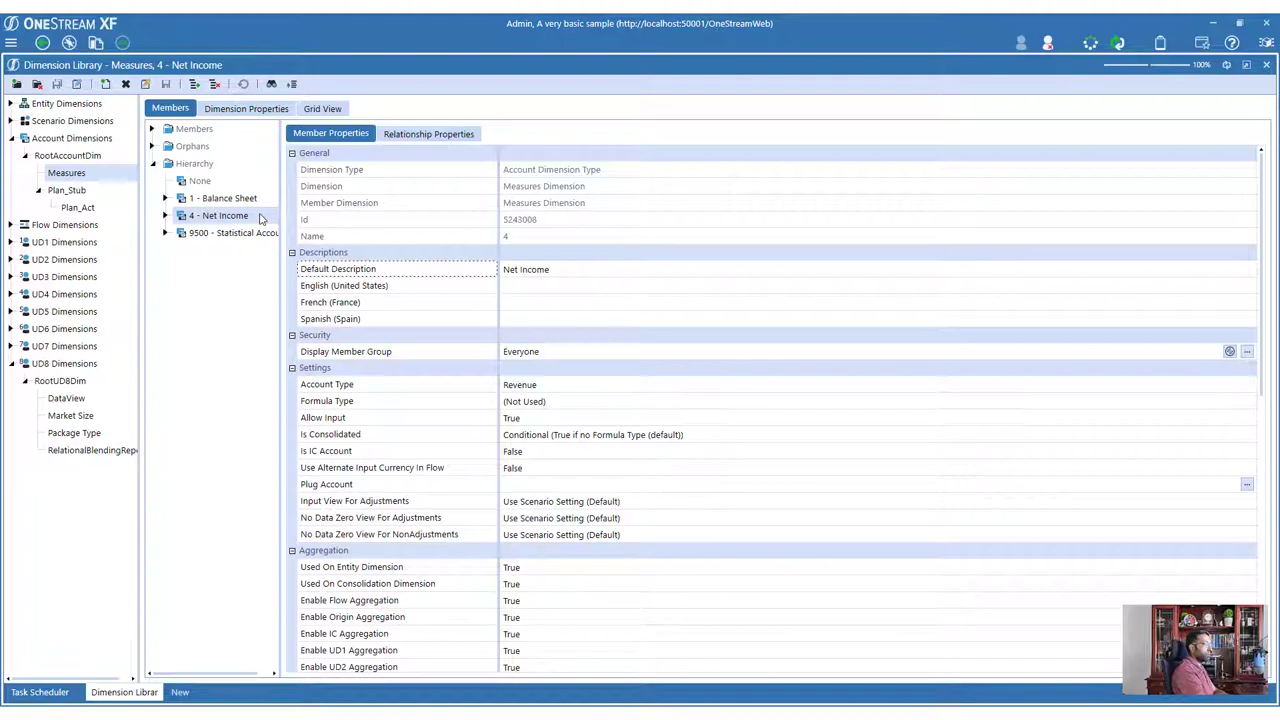 ONESTREAM XF
Admin, A very basic sample (http://localhost:50001/OneStreamWeb)
Dimension Library - Measures, 4 - Net Income
100%
Entity Dimensions
Scenario Dimensions
Account Dimensions
RootAccountDim
Measures
Plan_Stub
Plan_Act
Flow Dimensions
UD1 Dimensions
UD2 Dimensions
UD3 Dimensions
UD4 Dimensions
UD5 Dimensions
UD6 Dimensions
UD7 Dimensions
UD8 Dimensions
RootUD8Dim
DataView
Market Size
Package Type
RelationalBlendingRep
Members
Dimension Properties
Grid View
Members
Orphans
Hierarchy
None
1 - Balance Sheet
4 - Net Income
9500 - Statistical Accou
Member Properties
Relationship Properties
General
Dimension Type Account Dimension Type
Dimension Measures Dimension
Member Dimension Measures Dimension
Id 5243008
Name 4
Descriptions
Default Description Net Income
English (United States)
French (France)
Spanish (Spain)
Security
Display Member Group Everyone
Settings
Account Type Revenue
Formula Type (Not Used)
Allow Input True
Is Consolidated Conditional (True if no Formula Type (default))
Is IC Account False
Use Alternate Input Currency In Flow False
Plug Account
Input View For Adjustments Use Scenario Setting (Default)
No Data Zero View For Adjustments Use Scenario Setting (Default)
No Data Zero View For NonAdjustments Use Scenario Setting (Default)
Aggregation
Used On Entity Dimension True
Used On Consolidation Dimension True
Enable Flow Aggregation True
Enable Origin Aggregation True
Enable IC Aggregation True
Enable UD1 Aggregation True
Enable UD2 Aggregation True
Task Scheduler
Dimension Librar
New